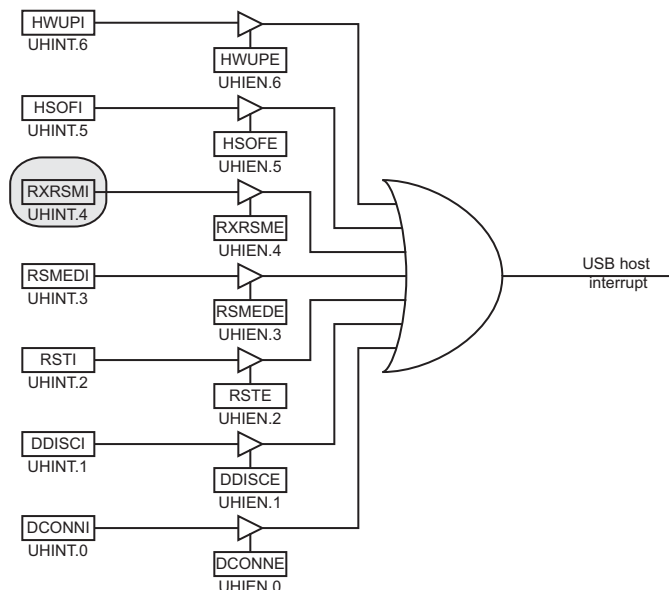 HWUPI
UHINT.6
HWUPE
UHIEN.6
HSOFI
UHINT.5
HSOFE
UHIEN.5
RXRSMI
UHINT.4
RXRSME
UHIEN.4
RSMEDI
UHINT.3
RSMEDE
UHIEN.3
RSTI
UHINT.2
RSTE
UHIEN.2
DDISCI
UHINT.1
DDISCE
UHIEN.1
DCONNI
UHINT.0
DCONNE
UHIEN.0
USB host
interrupt